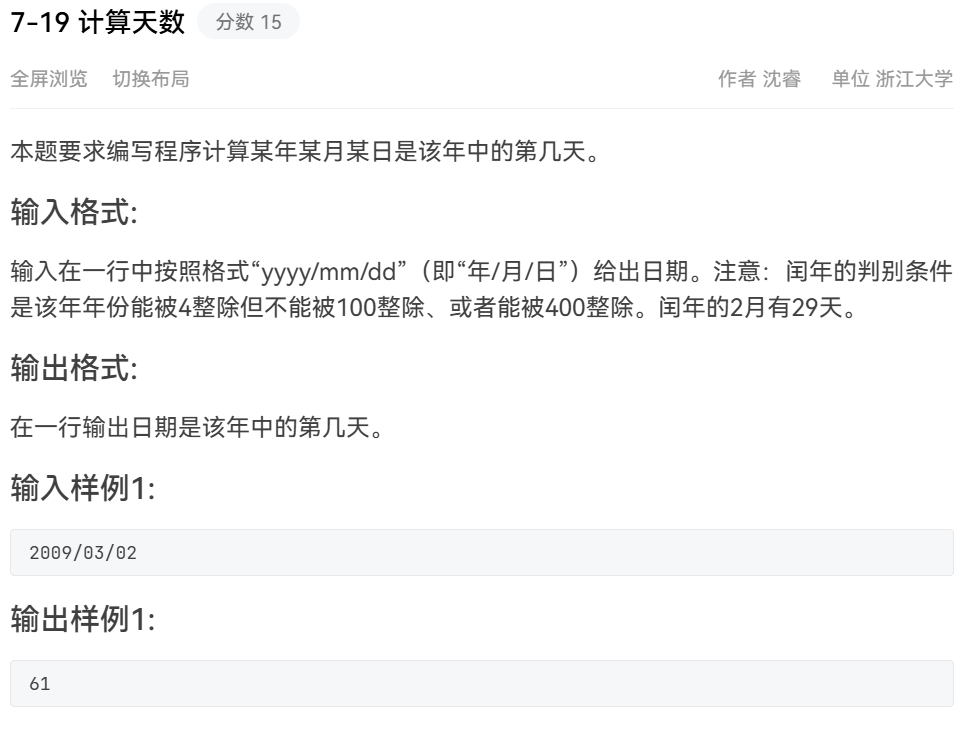 7-19 计算天数 分数 15
全屏浏览 切换布局 作者 沈睿 单位 浙江大学
本题要求编写程序计算某年某月某日是该年中的第几天。
输入格式:
输入在一行中按照格式“yyyy/mm/dd”（即“年/月/日”）给出日期。注意：闰年的判别条件
是该年年份能被4整除但不能被100整除、或者能被400整除。闰年的2月有29天。
输出格式:
在一行输出日期是该年中的第几天。
输入样例1:
2009/03/02
输出样例1:
61